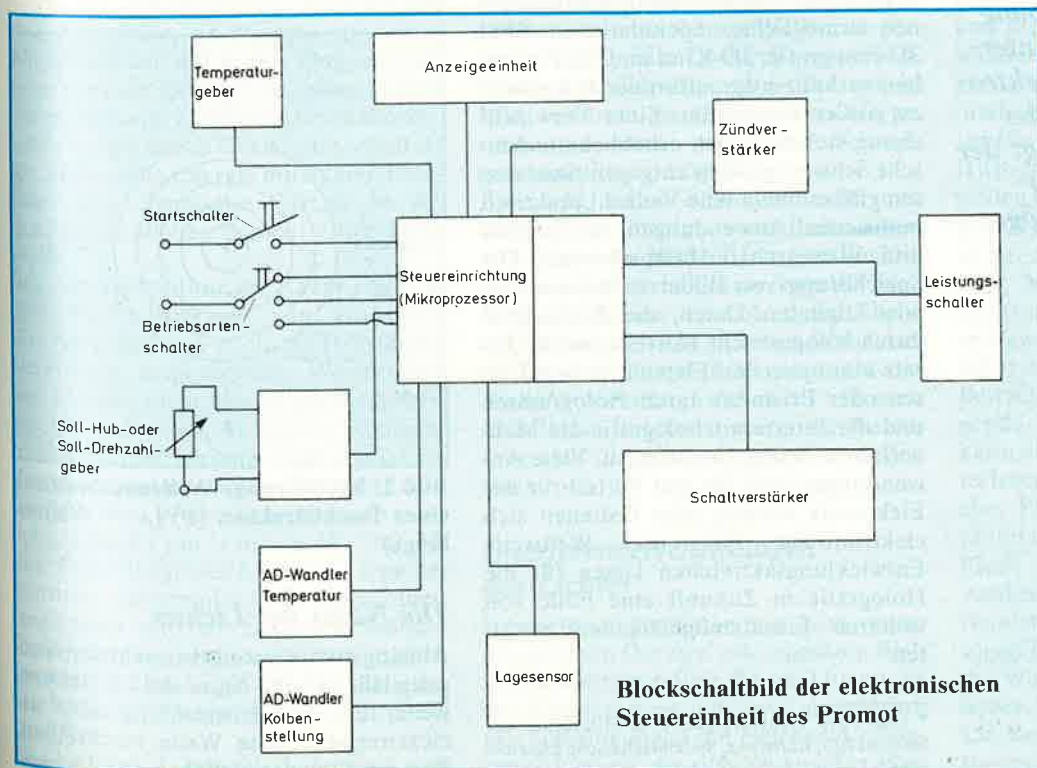 Temperatur-
geber
Anzeigeeinheit
Zündver-
stärker
Startschalter
Steuereinrichtung
(Mikroprozessor)
Betriebsarten-
schalter
Leistungs-
schalter
Soll-Hub-oder
Soll-Drehzahl-
geber
Schaltverstärker
AD-Wandler
Temperatur
AD-Wandler
Kolben-
stellung
Lagesensor
Blockschaltbild der elektronischen
Steuereinheit des Promot